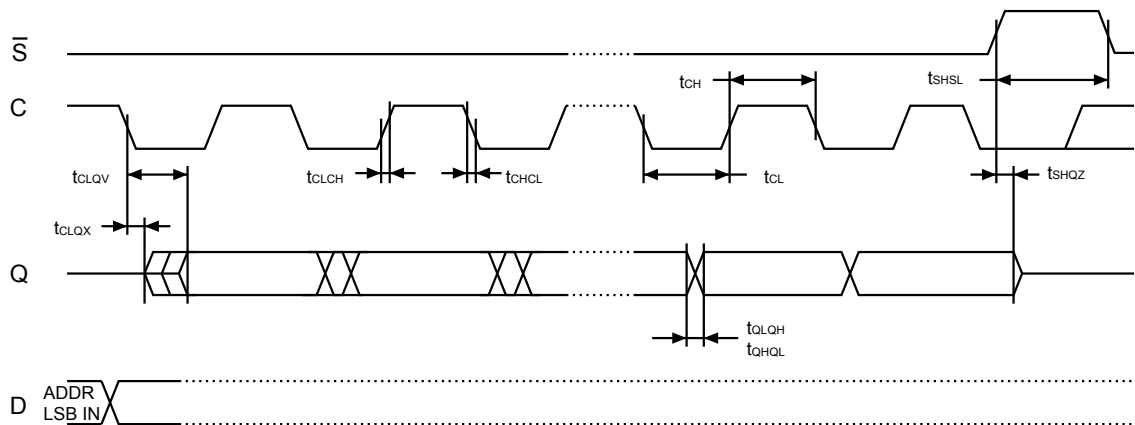 S̅
tCH
tSHSL
C
tCLQV
tCLCH
tCHCL
tCL
tSHQZ
tCLQX
Q
tQLQH
tQHQL
D
ADDR
LSB IN